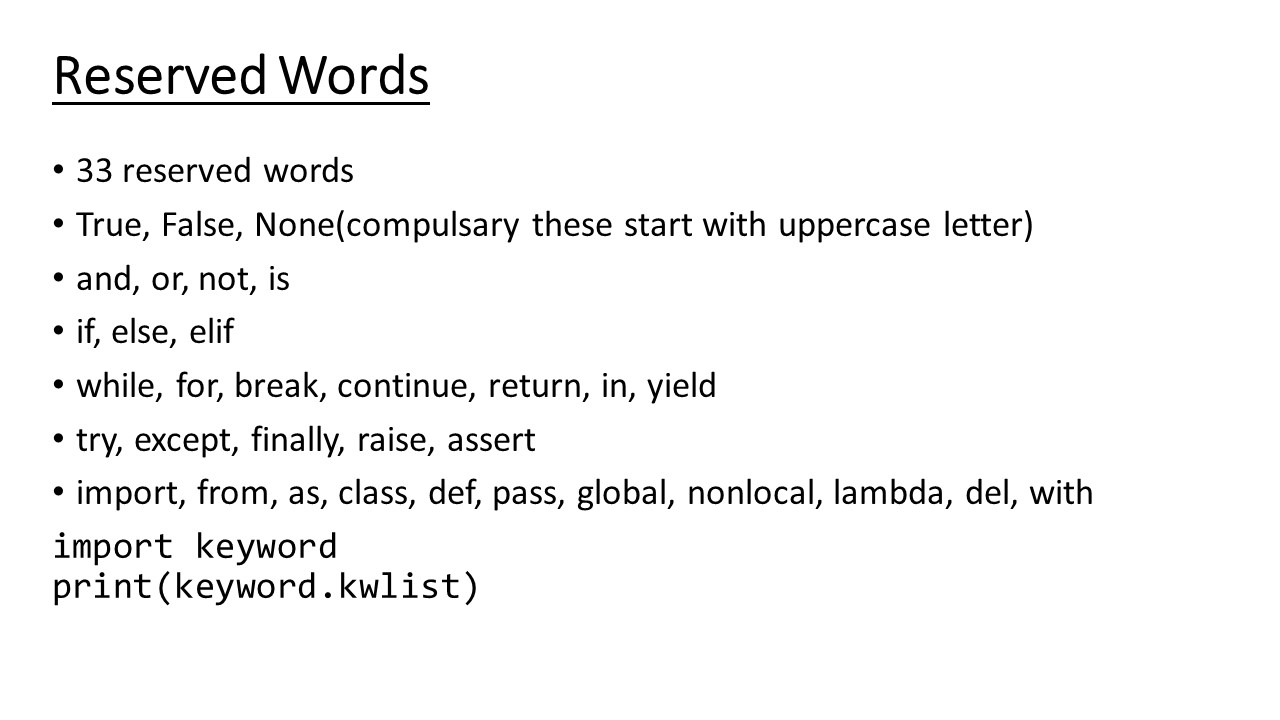 Reserved Words
• 33 reserved words
• True, False, None(compulsary these start with uppercase letter)
• and, or, not, is
• if, else, elif
• while, for, break, continue, return, in, yield
• try, except, finally, raise, assert
• import, from, as, class, def, pass, global, nonlocal, lambda, del, with
import keyword
print(keyword.kwlist)